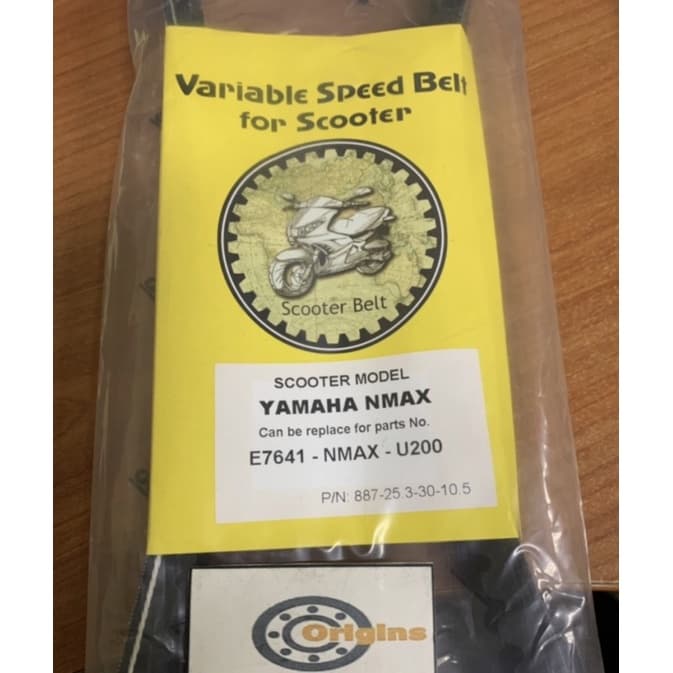 Variable Speed Belt
for Scooter
Scooter Belt
SCOOTER MODEL
YAMAHA NMAX
Can be replace for parts No.
E7641 - NMAX - U200
P/N: 887-25.3-30-10.5
Origins